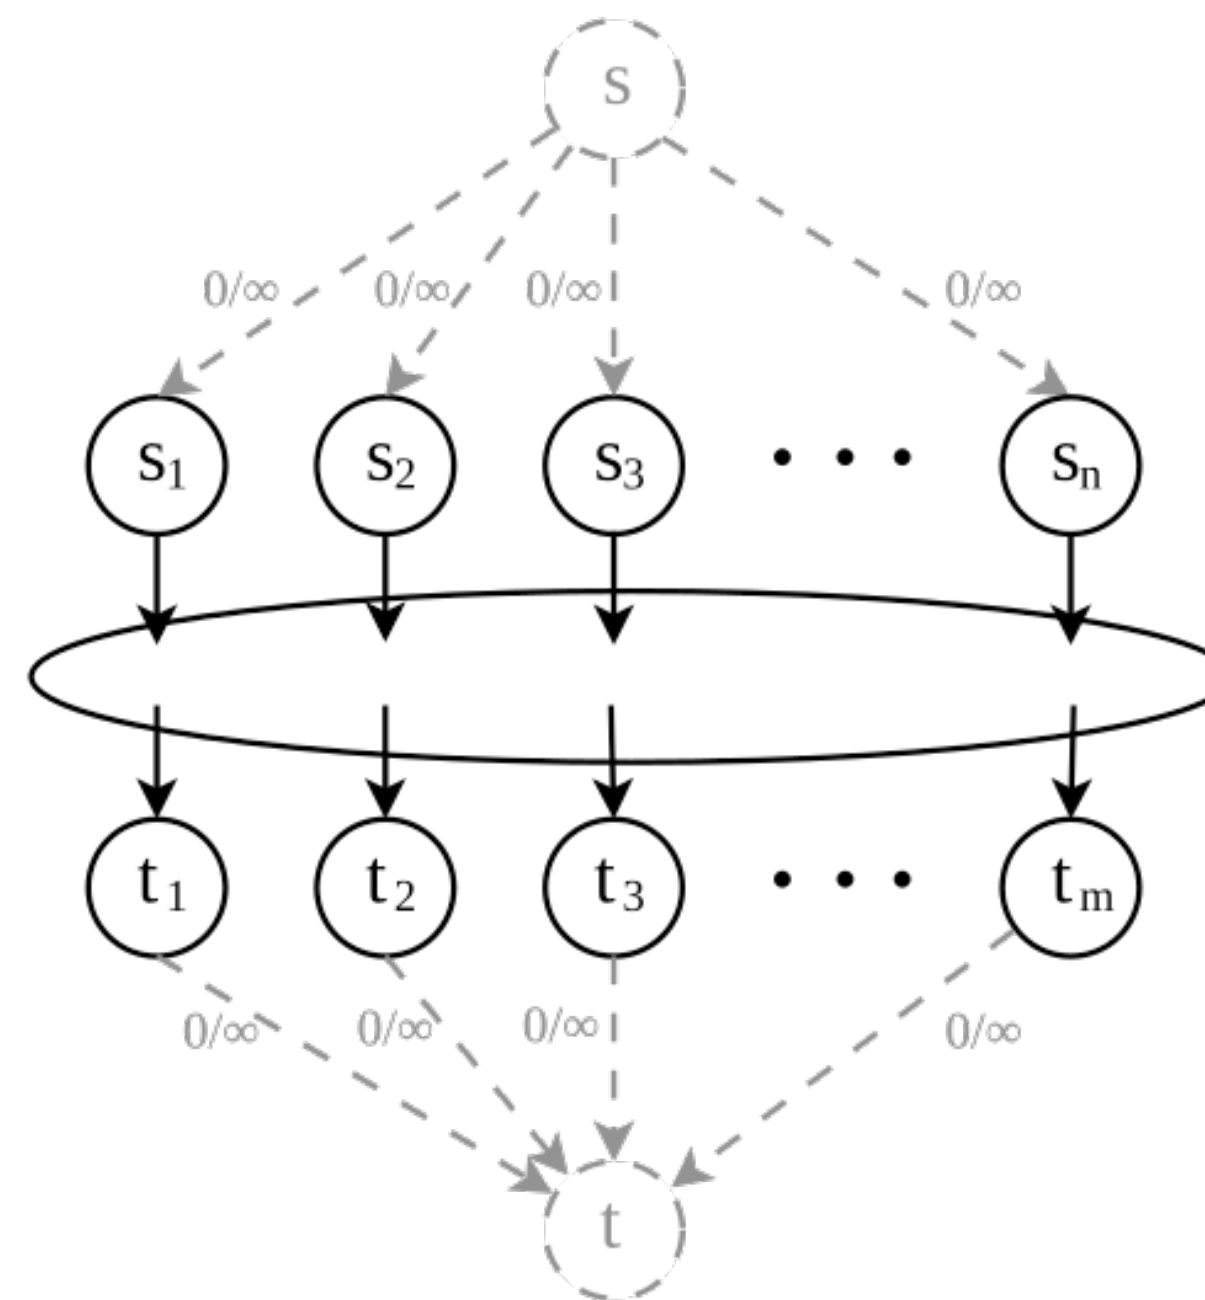 s
0/∞ 0/∞ 0/∞ 0/∞
s1 s2 s3 • • • sn
t1 t2 t3 • • • tm
0/∞ 0/∞ 0/∞ 0/∞
t